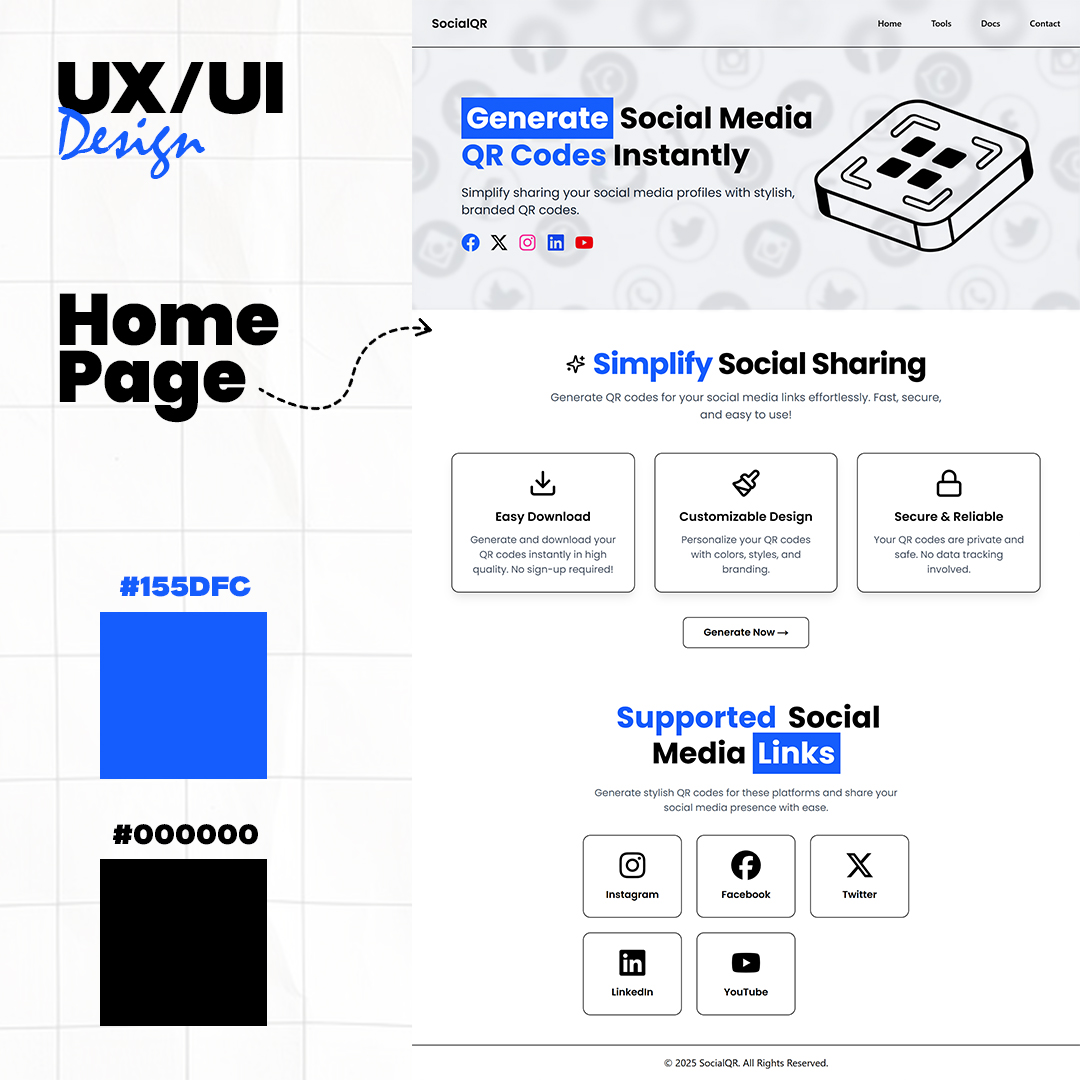 UX/UI
Design
Home
Page
#155DFC
#000000
SocialQR
Home
Tools
Docs
Contact
Generate Social Media
QR Codes Instantly
Simplify sharing your social media profiles with stylish,
branded QR codes.
Simplify Social Sharing
Generate QR codes for your social media links effortlessly. Fast, secure,
and easy to use!
Easy Download
Generate and download your
QR codes instantly in high
quality. No sign-up required!
Customizable Design
Personalize your QR codes
with colors, styles, and
branding.
Secure & Reliable
Your QR codes are private and
safe. No data tracking
involved.
Generate Now →
Supported Social
Media Links
Generate stylish QR codes for these platforms and share your
social media presence with ease.
Instagram
Facebook
Twitter
LinkedIn
YouTube
© 2025 SocialQR. All Rights Reserved.